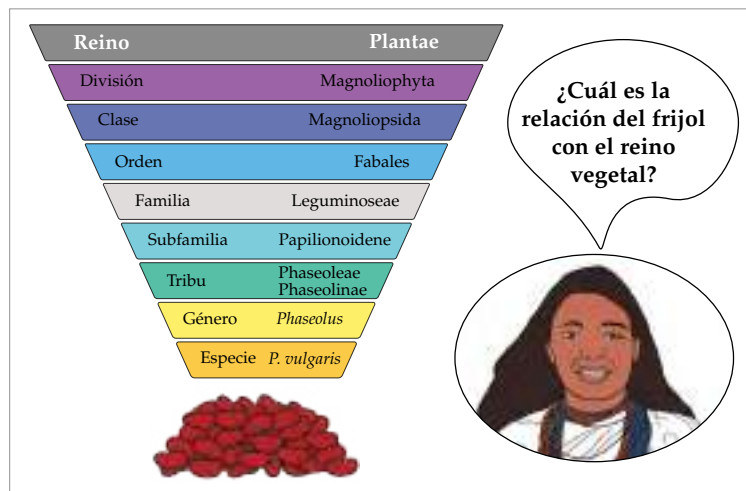 Reino Plantae
División Magnoliophyta
Clase Magnoliopsida
Orden Fabales
Familia Leguminoseae
Subfamilia Papilionoidene
Tribu Phaseoleae
Phaseolinae
Género Phaseolus
Especie P. vulgaris
¿Cuál es la
relación del frijol
con el reino
vegetal?